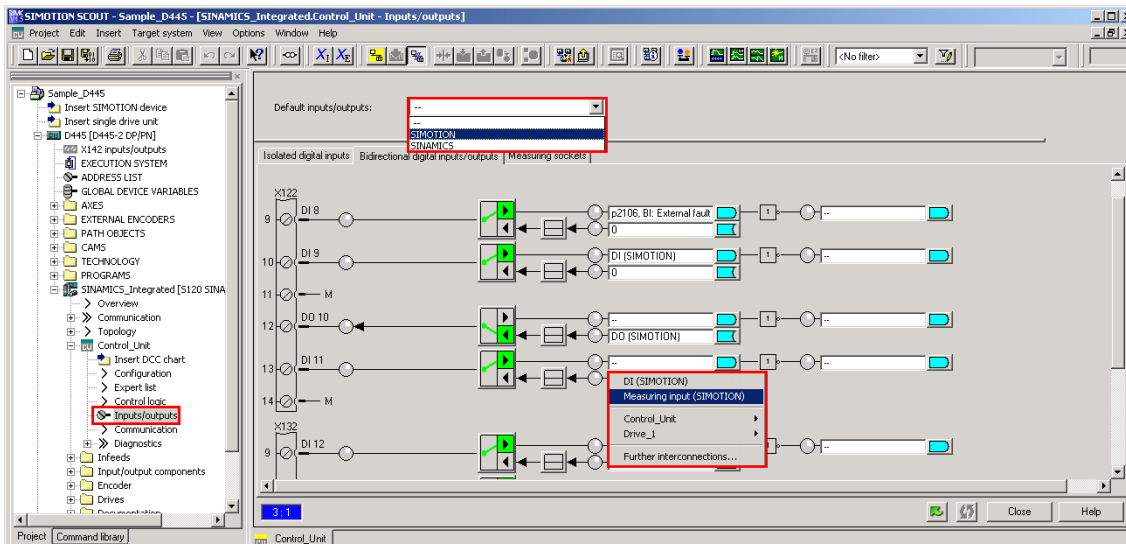 SIMOTION SCOUT - Sample_D445 - [SINAMICS_Integrated.Control_Unit - Inputs/outputs]
Project Edit Insert Target system View Options Window Help
<No filter>
Sample_D445
Insert SIMOTION device
Insert single drive unit
D445 [D445-2 DP/PN]
X142 inputs/outputs
EXECUTION SYSTEM
ADDRESS LIST
GLOBAL DEVICE VARIABLES
AXES
EXTERNAL ENCODERS
PATH OBJECTS
CAMS
TECHNOLOGY
PROGRAMS
SINAMICS_Integrated [S120 SINA
Overview
Communication
Topology
Control_Unit
Insert DCC chart
Configuration
Expert list
Control logic
Inputs/outputs
Communication
Diagnostics
Infeeds
Input/output components
Encoder
Drives
Documentation
Project Command library
Default inputs/outputs: --
--
SIMOTION
SINAMICS
Isolated digital inputs Bidirectional digital inputs/outputs Measuring sockets
X122
9 DI 8 p2106, BI: External fault 1 --
0
10 DI 9 DI (SIMOTION) 1 --
0
11 M
12 DO 10 -- 1 --
DO (SIMOTION)
13 DI 11 -- 1 --
14 M
DI (SIMOTION)
Measuring input (SIMOTION)
Control_Unit
Drive_1
Further interconnections...
X132
9 DI 12 --
3 : 1
Close Help
Control_Unit